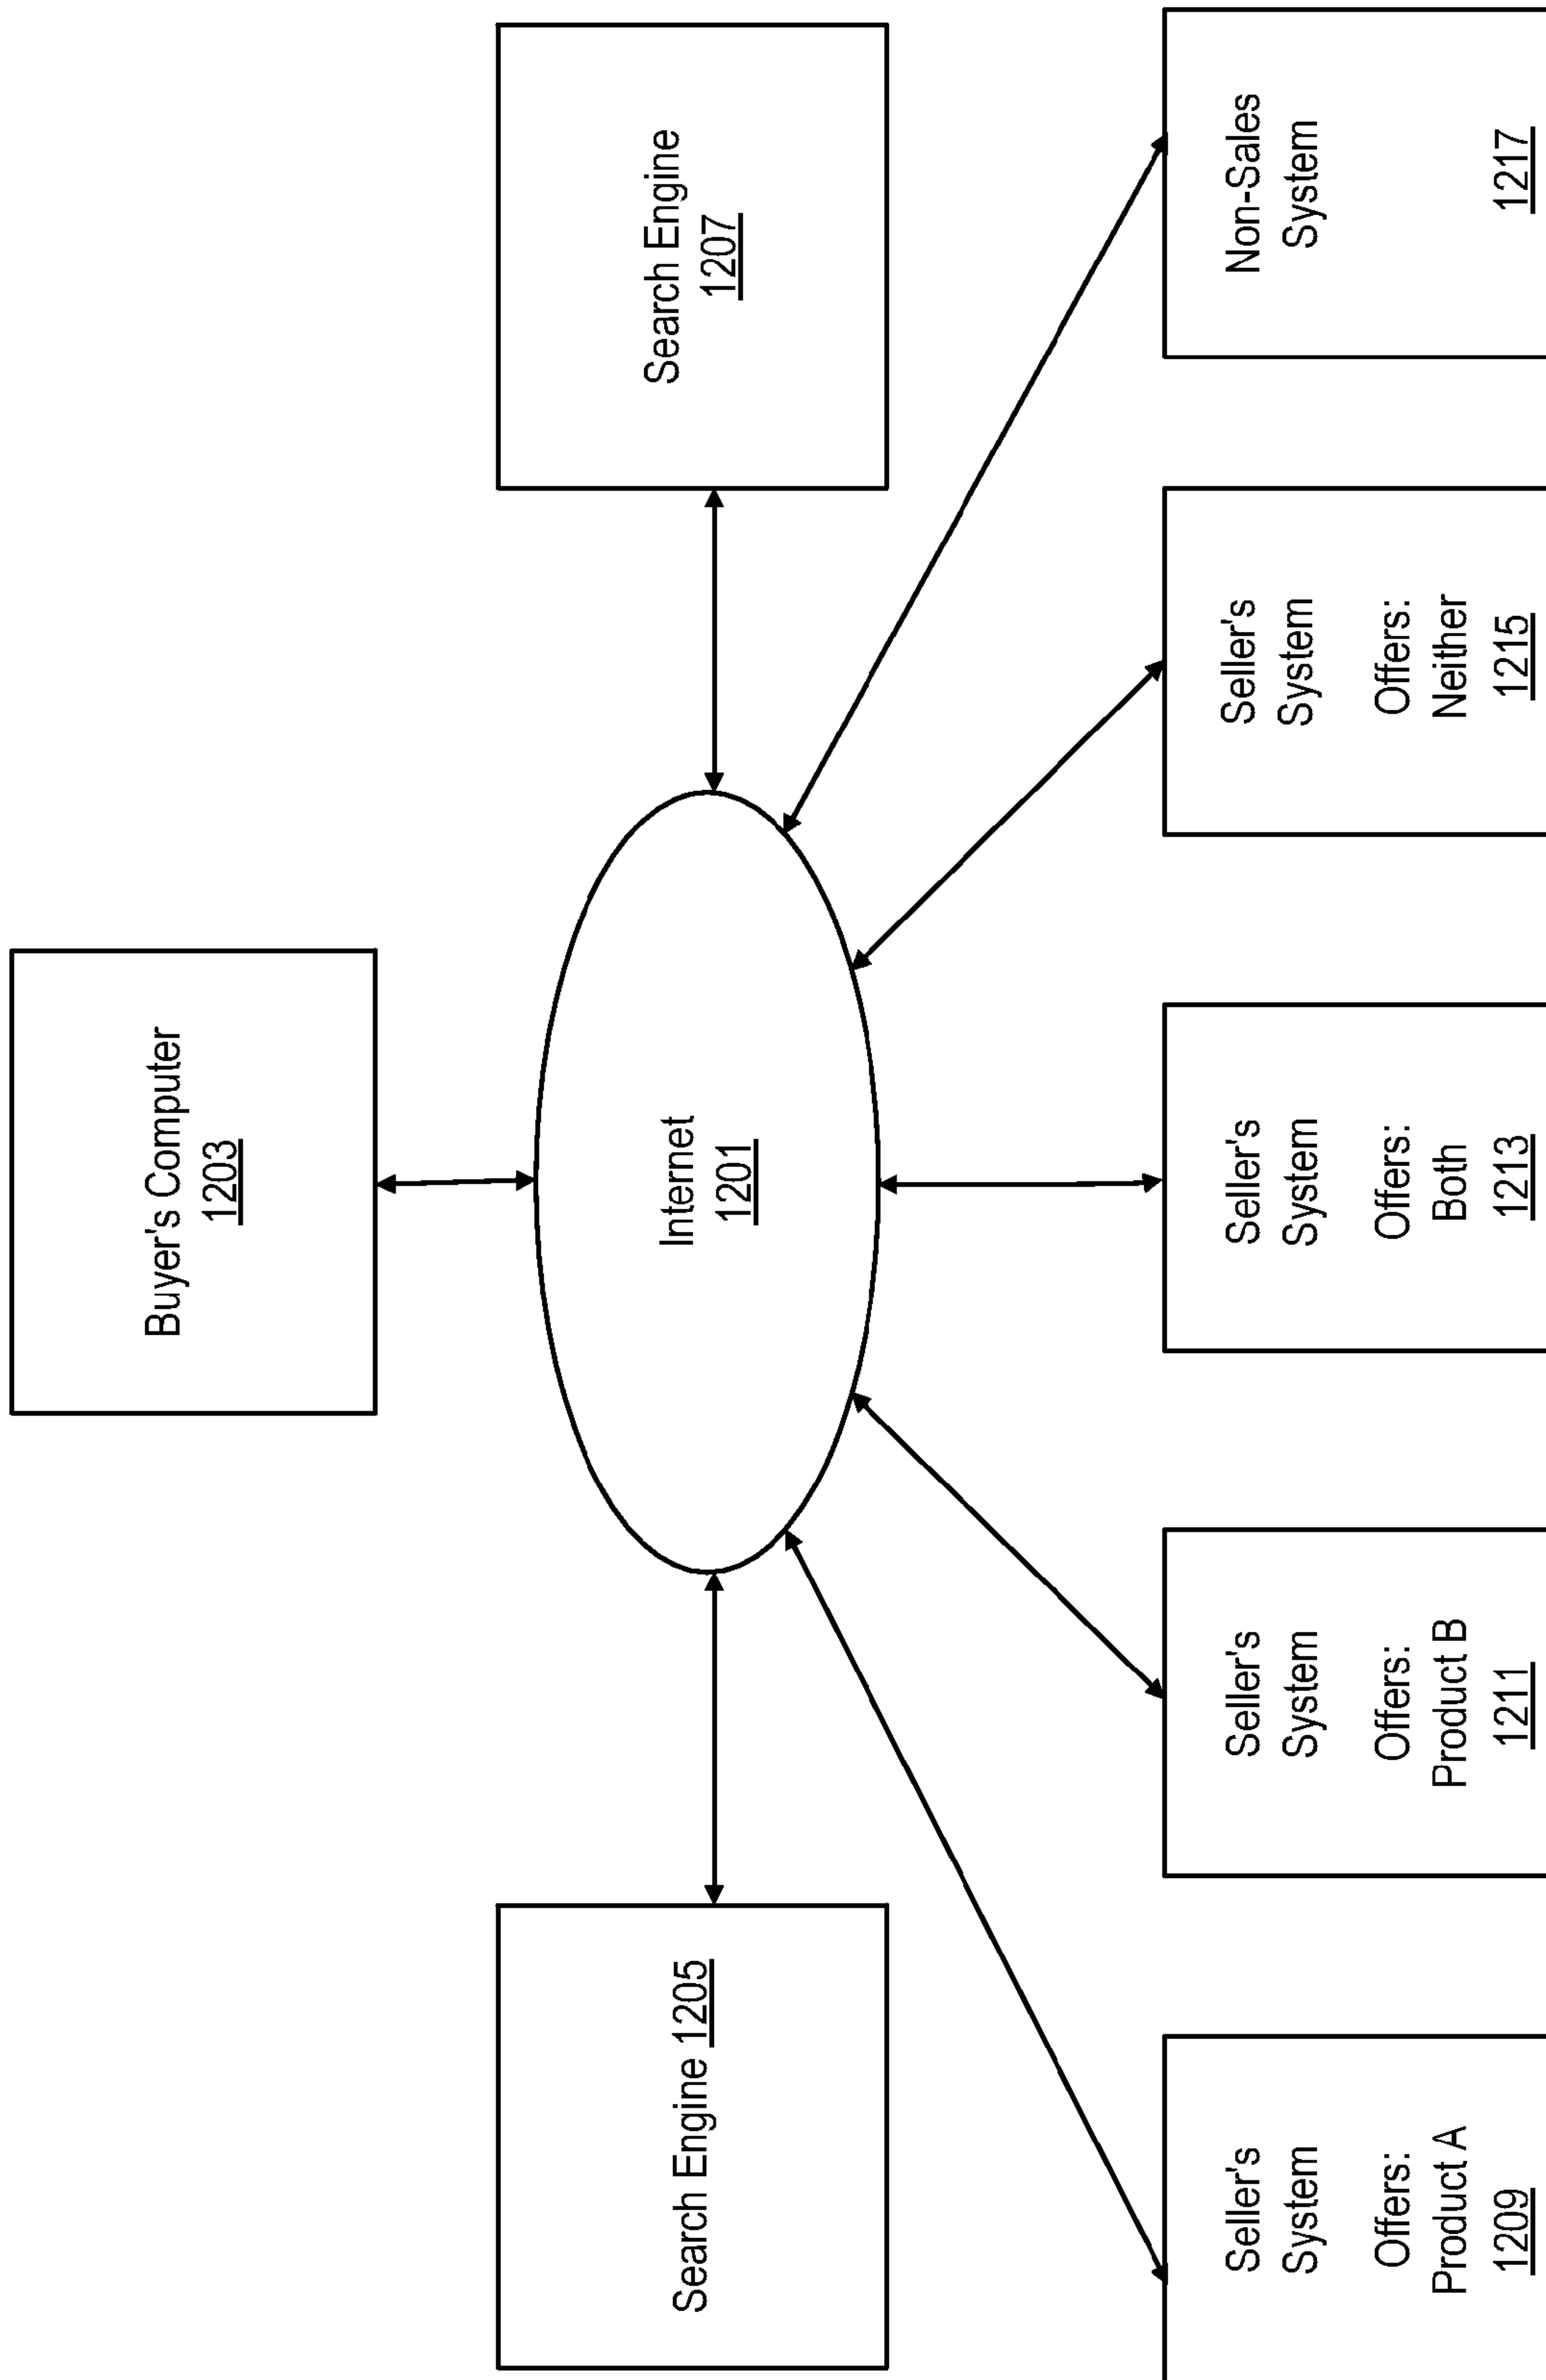 Buyer's Computer
1203
Search Engine 1205
Internet
1201
Search Engine
1207
Seller's
System
Offers:
Product A
1209
Seller's
System
Offers:
Product B
1211
Seller's
System
Offers:
Both
1213
Seller's
System
Offers:
Neither
1215
Non-Sales
System
1217